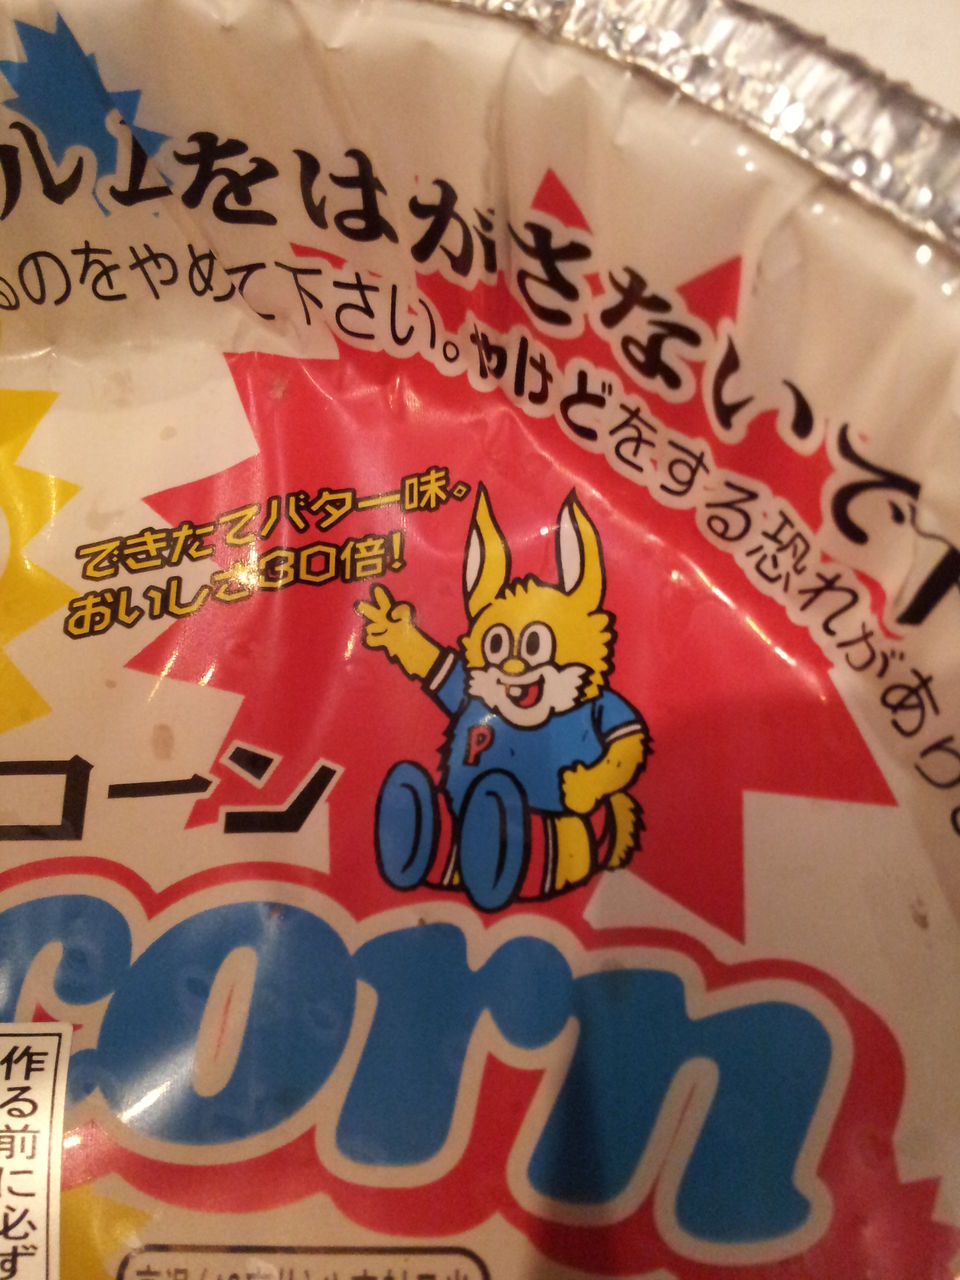 ル】をはがさないで下
るのをやめて下さい。やけどをする恐れがあり
できたてバター味。
おいしさ30倍!
コーン
corn
P
作る前に必ず